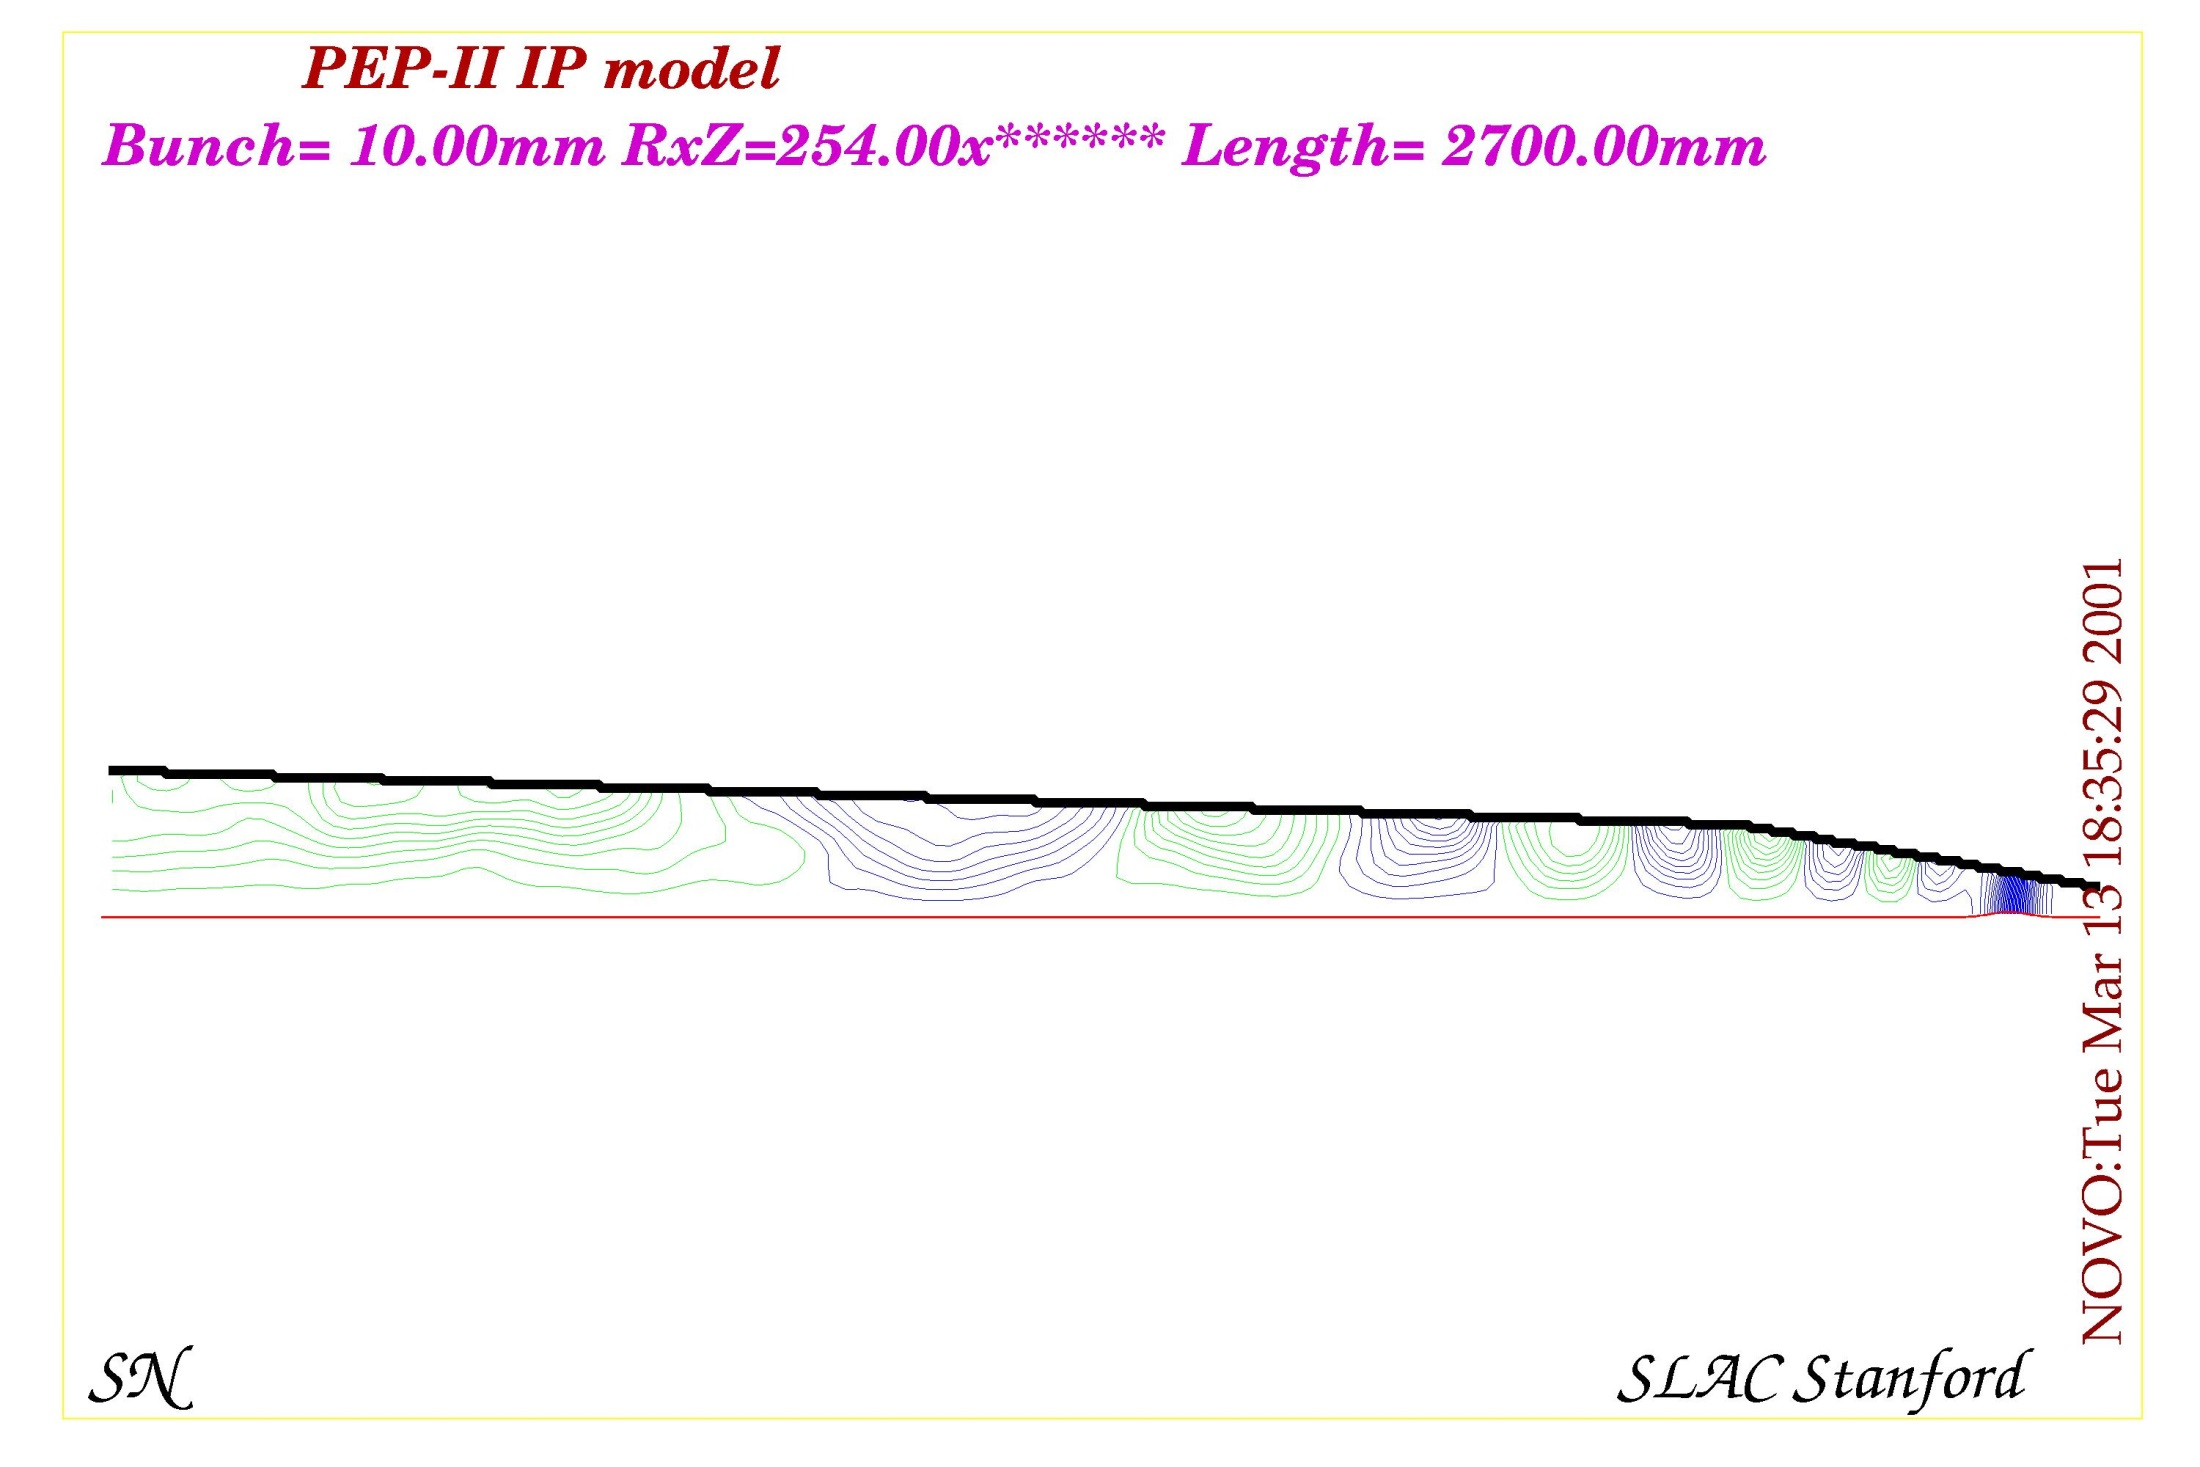 PEP-II IP model
Bunch= 10.00mm RxZ=254.00x****** Length= 2700.00mm
NOVO:Tue Mar 13 18:35:29 2001
SN
SLAC Stanford